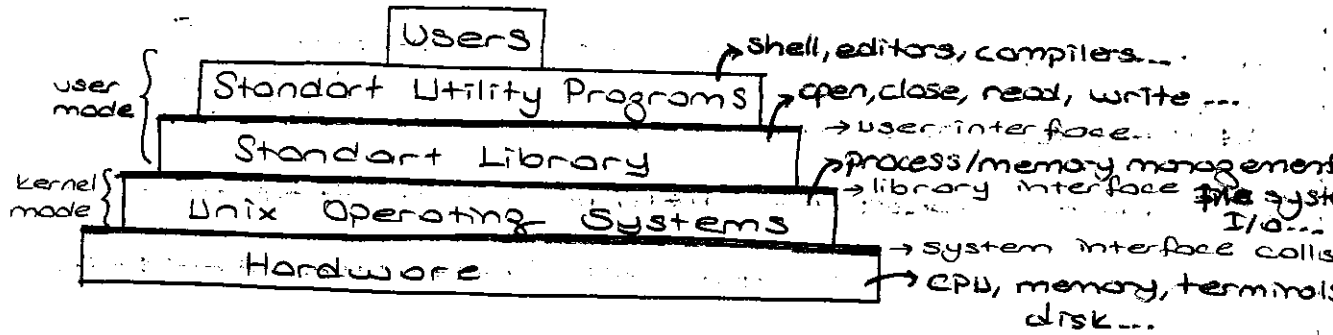 Users
Standart Utility Programs
Standart Library
Unix Operating Systems
Hardware
user
mode
kernel
mode
shell, editors, compilers....
open, close, read, write ...
→ user interface..
process/memory management
→ library interface
syste
I/O...
→ system interface
CPU, memory, terminals
disk....